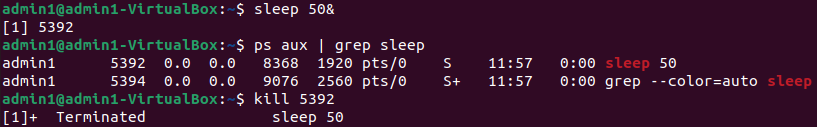 admin1@admin1-VirtualBox:~$ sleep 50&
[1] 5392
admin1@admin1-VirtualBox:~$ ps aux | grep sleep
admin1      5392  0.0  0.0   8368  1920 pts/0    S    11:57   0:00 sleep 50
admin1      5394  0.0  0.0   9076  2560 pts/0    S+   11:57   0:00 grep --color=auto sleep
admin1@admin1-VirtualBox:~$ kill 5392
[1]+  Terminated              sleep 50